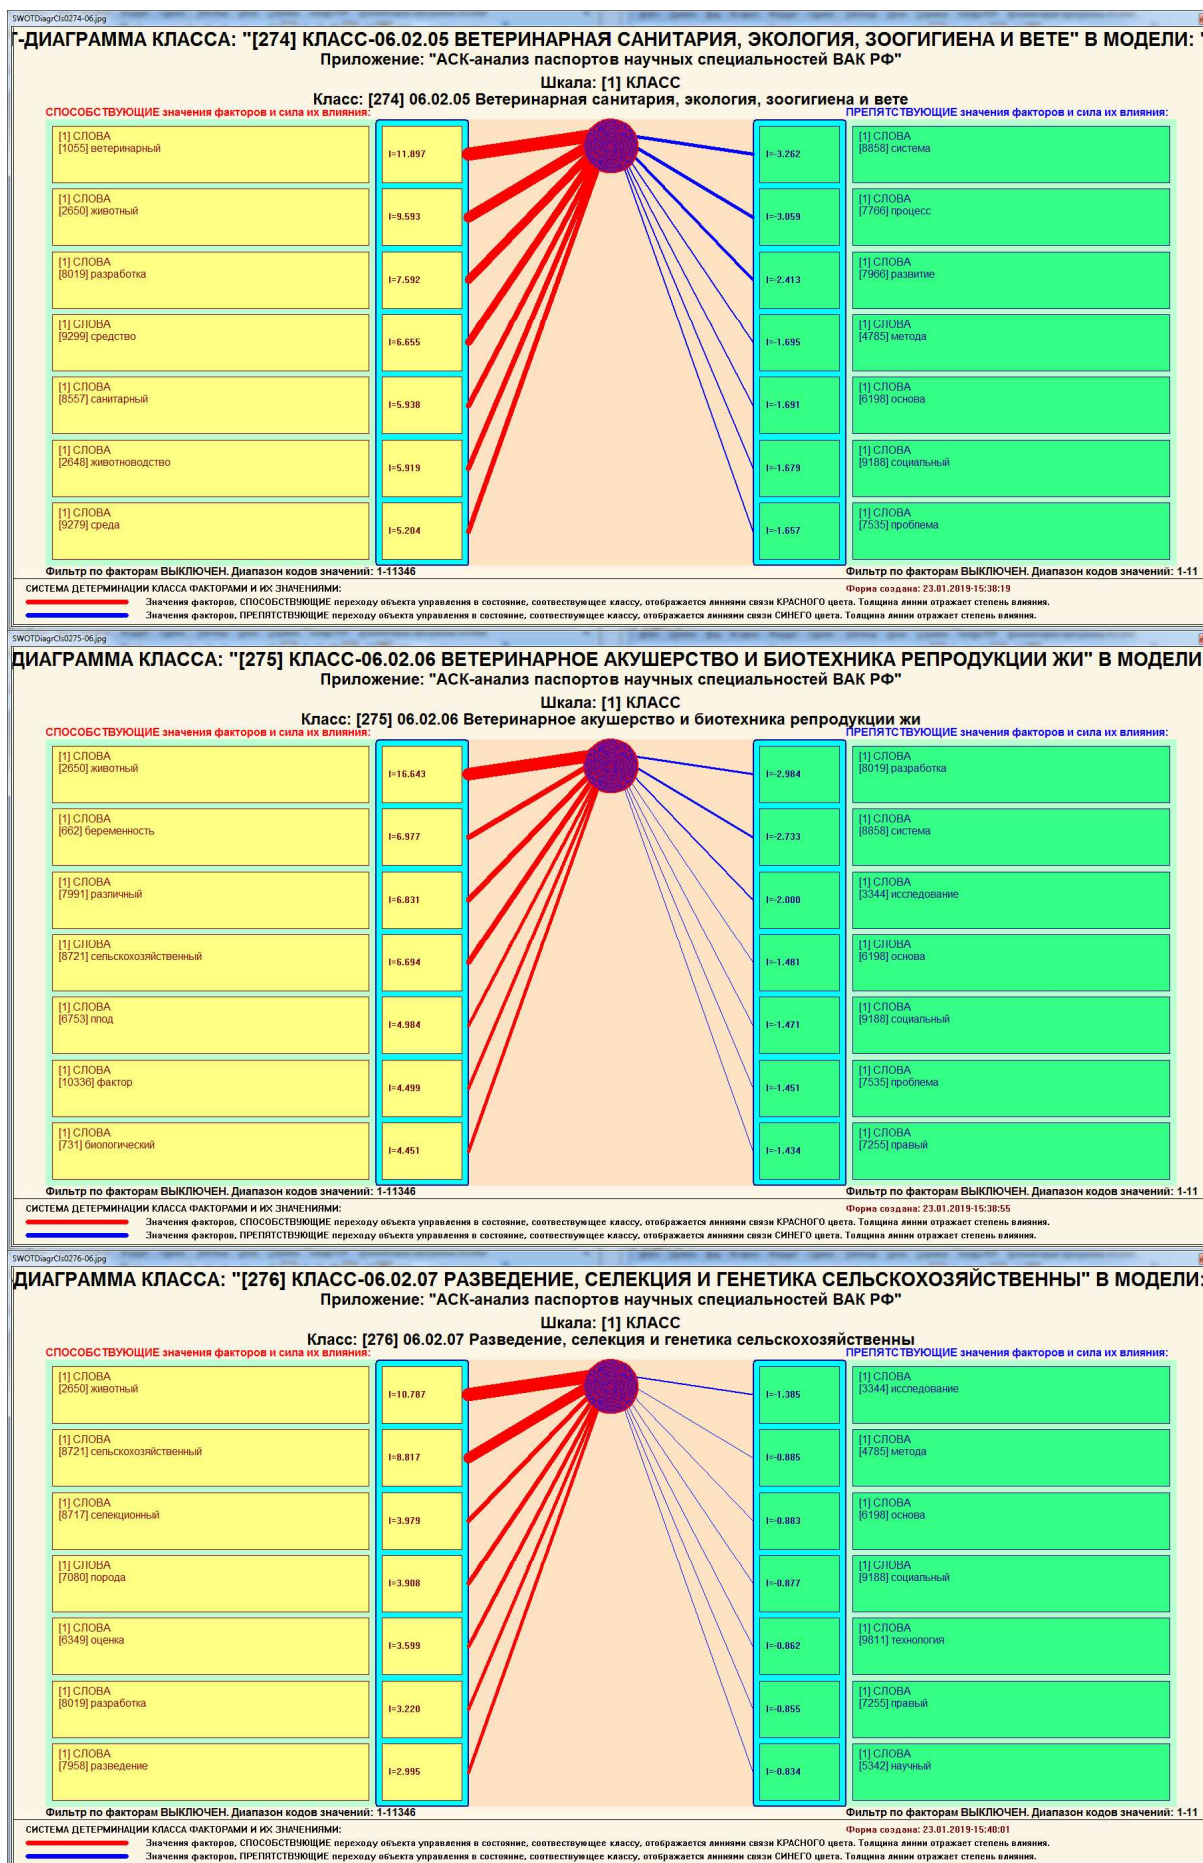 SWOTDiagrCls0274-06.jpg
Т-ДИАГРАММА КЛАССА: "[274] КЛАСС-06.02.05 ВЕТЕРИНАРНАЯ САНИТАРИЯ, ЭКОЛОГИЯ, ЗООГИГИЕНА И ВЕТЕ" В МОДЕЛИ: "
Приложение: "АСК-анализ паспортов научных специальностей ВАК РФ"
Шкала: [1] КЛАСС
Класс: [274] 06.02.05 Ветеринарная санитария, экология, зоогигиена и вете
СПОСОБСТВУЮЩИЕ значения факторов и сила их влияния:
ПРЕПЯТСТВУЮЩИЕ значения факторов и сила их влияния:
[1] СЛОВА
[1055] ветеринарный
I=11.897
I=-3.262
[1] СЛОВА
[8858] система
[1] СЛОВА
[2650] животный
I=9.593
I=-3.059
[1] СЛОВА
[7766] процесс
[1] СЛОВА
[8019] разработка
I=7.592
I=-2.413
[1] СЛОВА
[7966] развитие
[1] СЛОВА
[9299] средство
I=6.655
I=-1.695
[1] СЛОВА
[4785] метода
[1] СЛОВА
[8557] санитарный
I=5.938
I=-1.691
[1] СЛОВА
[6198] основа
[1] СЛОВА
[2648] животноводство
I=5.919
I=-1.679
[1] СЛОВА
[9188] социальный
[1] СЛОВА
[9279] среда
I=5.204
I=-1.657
[1] СЛОВА
[7535] проблема
Фильтр по факторам ВЫКЛЮЧЕН. Диапазон кодов значений: 1-11346
Фильтр по факторам ВЫКЛЮЧЕН. Диапазон кодов значений: 1-11
СИСТЕМА ДЕТЕРМИНАЦИИ КЛАССА ФАКТОРАМИ И ИХ ЗНАЧЕНИЯМИ:
Форма создана: 23.01.2019-15:38:19
Значения факторов, СПОСОБСТВУЮЩИЕ переходу объекта управления в состояние, соотвествующее классу, отображается линиями связи КРАСНОГО цвета. Толщина линии отражает степень влияния.
Значения факторов, ПРЕПЯТСТВУЮЩИЕ переходу объекта управления в состояние, соотвествующее классу, отображается линиями связи СИНЕГО цвета. Толщина линии отражает степень влияния.
SWOTDiagrCls0275-06.jpg
ДИАГРАММА КЛАССА: "[275] КЛАСС-06.02.06 ВЕТЕРИНАРНОЕ АКУШЕРСТВО И БИОТЕХНИКА РЕПРОДУКЦИИ ЖИ" В МОДЕЛИ
Приложение: "АСК-анализ паспортов научных специальностей ВАК РФ"
Шкала: [1] КЛАСС
Класс: [275] 06.02.06 Ветеринарное акушерство и биотехника репродукции жи
СПОСОБСТВУЮЩИЕ значения факторов и сила их влияния:
ПРЕПЯТСТВУЮЩИЕ значения факторов и сила их влияния:
[1] СЛОВА
[2650] животный
I=16.643
I=-2.984
[1] СЛОВА
[8019] разработка
[1] СЛОВА
[662] беременность
I=6.977
I=-2.733
[1] СЛОВА
[8858] система
[1] СЛОВА
[7991] различный
I=6.831
I=-2.000
[1] СЛОВА
[3344] исследование
[1] СЛОВА
[8721] сельскохозяйственный
I=6.694
I=-1.481
[1] СЛОВА
[6198] основа
[1] СЛОВА
[6753] плод
I=4.984
I=-1.471
[1] СЛОВА
[9188] социальный
[1] СЛОВА
[10336] фактор
I=4.499
I=-1.451
[1] СЛОВА
[7535] проблема
[1] СЛОВА
[731] биологический
I=4.451
I=-1.434
[1] СЛОВА
[7255] правый
Фильтр по факторам ВЫКЛЮЧЕН. Диапазон кодов значений: 1-11346
Фильтр по факторам ВЫКЛЮЧЕН. Диапазон кодов значений: 1-11
СИСТЕМА ДЕТЕРМИНАЦИИ КЛАССА ФАКТОРАМИ И ИХ ЗНАЧЕНИЯМИ:
Форма создана: 23.01.2019-15:38:55
Значения факторов, СПОСОБСТВУЮЩИЕ переходу объекта управления в состояние, соотвествующее классу, отображается линиями связи КРАСНОГО цвета. Толщина линии отражает степень влияния.
Значения факторов, ПРЕПЯТСТВУЮЩИЕ переходу объекта управления в состояние, соотвествующее классу, отображается линиями связи СИНЕГО цвета. Толщина линии отражает степень влияния.
SWOTDiagrCls0276-06.jpg
ДИАГРАММА КЛАССА: "[276] КЛАСС-06.02.07 РАЗВЕДЕНИЕ, СЕЛЕКЦИЯ И ГЕНЕТИКА СЕЛЬСКОХОЗЯЙСТВЕННЫ" В МОДЕЛИ:
Приложение: "АСК-анализ паспортов научных специальностей ВАК РФ"
Шкала: [1] КЛАСС
Класс: [276] 06.02.07 Разведение, селекция и генетика сельскохозяйственны
СПОСОБСТВУЮЩИЕ значения факторов и сила их влияния:
ПРЕПЯТСТВУЮЩИЕ значения факторов и сила их влияния:
[1] СЛОВА
[2650] животный
I=10.787
I=-1.385
[1] СЛОВА
[3344] исследование
[1] СЛОВА
[8721] сельскохозяйственный
I=8.817
I=-0.885
[1] СЛОВА
[4785] метода
[1] СЛОВА
[8717] селекционный
I=3.979
I=-0.883
[1] СЛОВА
[6198] основа
[1] СЛОВА
[7080] порода
I=3.908
I=-0.877
[1] СЛОВА
[9188] социальный
[1] СЛОВА
[6349] оценка
I=3.599
I=-0.862
[1] СЛОВА
[9811] технология
[1] СЛОВА
[8019] разработка
I=3.220
I=-0.855
[1] СЛОВА
[7255] правый
[1] СЛОВА
[7958] разведение
I=2.995
I=-0.834
[1] СЛОВА
[5342] научный
Фильтр по факторам ВЫКЛЮЧЕН. Диапазон кодов значений: 1-11346
Фильтр по факторам ВЫКЛЮЧЕН. Диапазон кодов значений: 1-11
СИСТЕМА ДЕТЕРМИНАЦИИ КЛАССА ФАКТОРАМИ И ИХ ЗНАЧЕНИЯМИ:
Форма создана: 23.01.2019-15:40:01
Значения факторов, СПОСОБСТВУЮЩИЕ переходу объекта управления в состояние, соотвествующее классу, отображается линиями связи КРАСНОГО цвета. Толщина линии отражает степень влияния.
Значения факторов, ПРЕПЯТСТВУЮЩИЕ переходу объекта управления в состояние, соотвествующее классу, отображается линиями связи СИНЕГО цвета. Толщина линии отражает степень влияния.